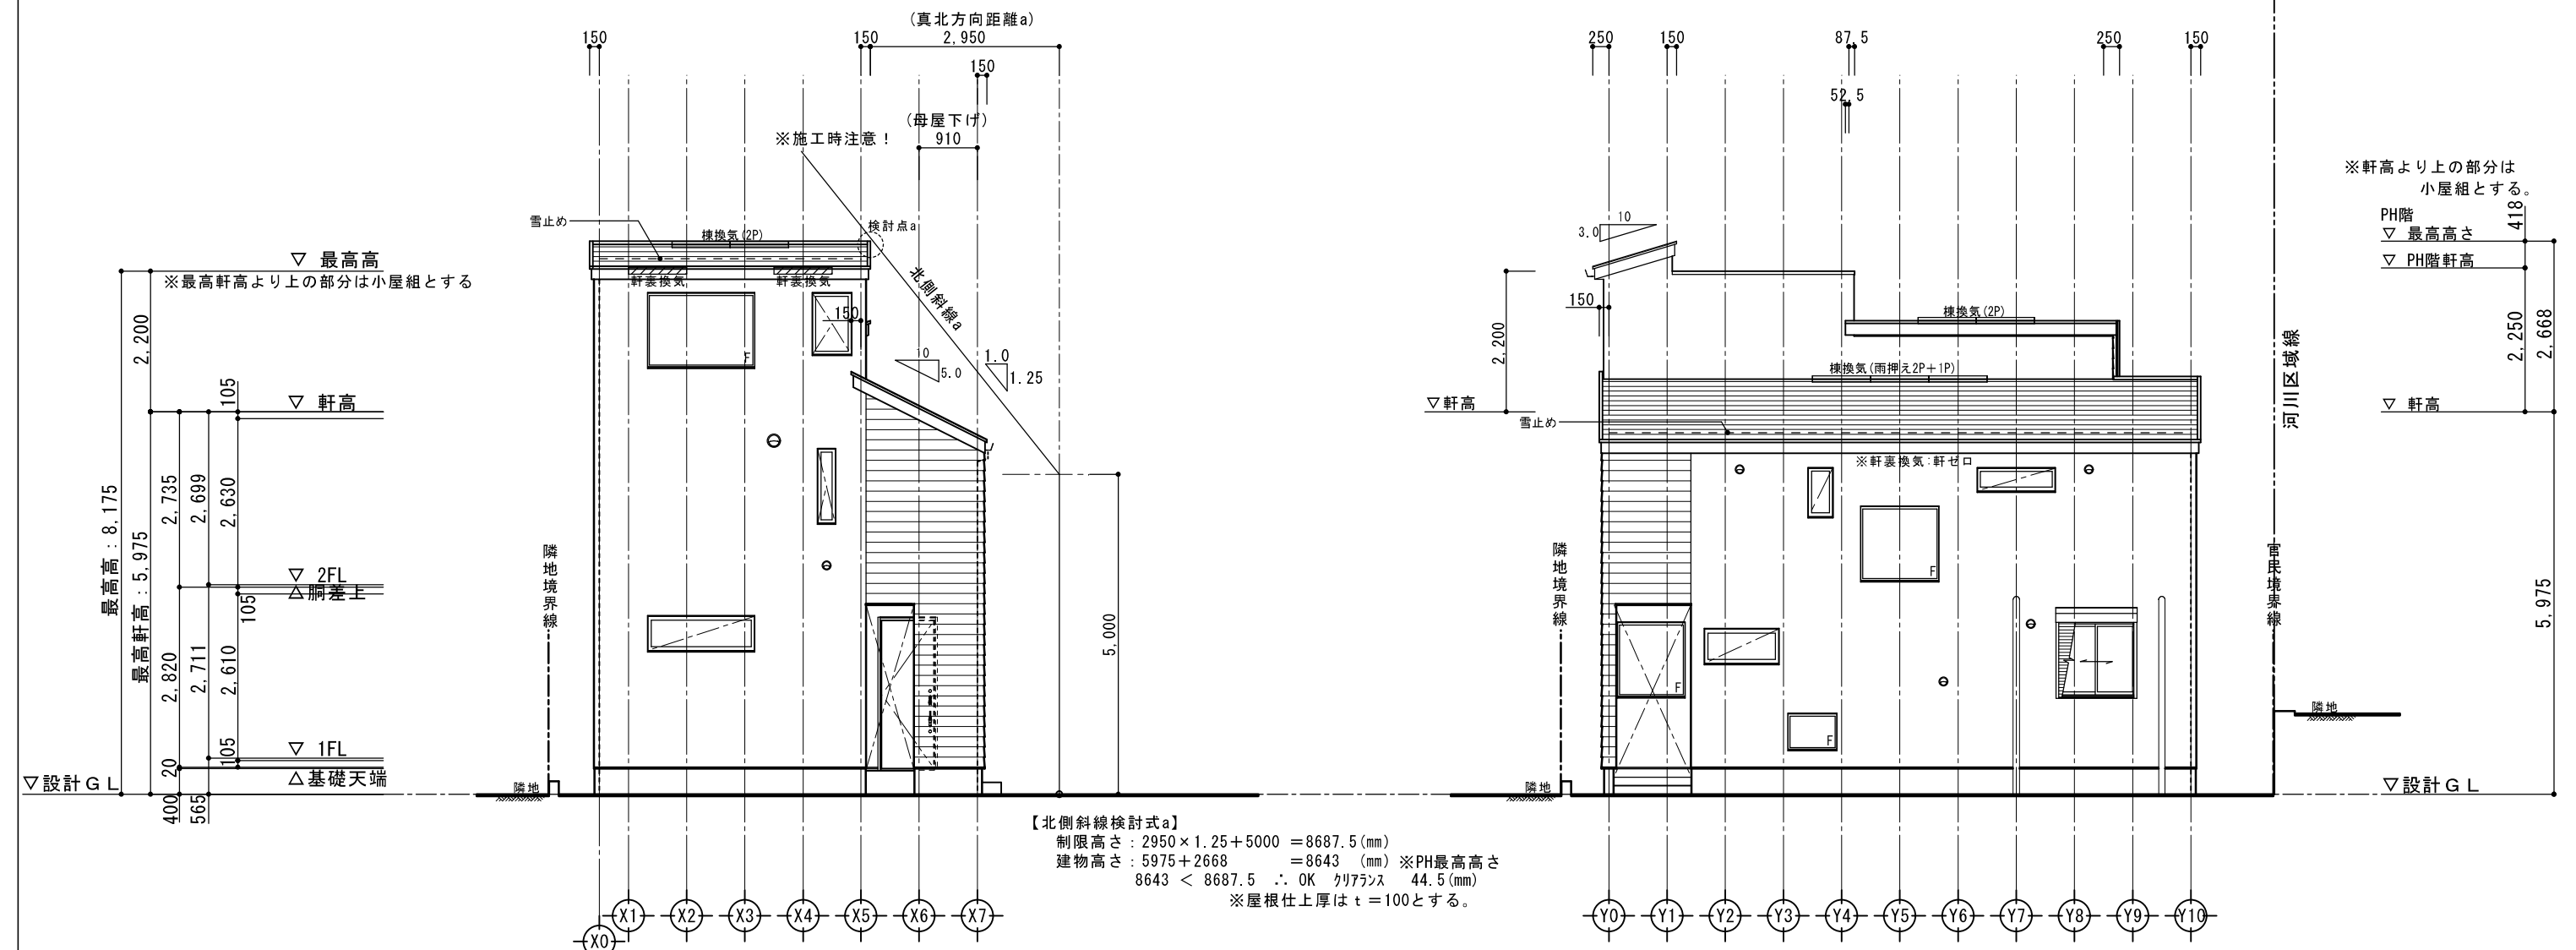 (真北方向距離a)
150
150
2,950
150
(母屋下げ)
910
※施工時注意！
雪止め
棟換気(2P)
検討点a
軒裏換気
軒裏換気
北側斜線a
150
F
10
5.0
1.0
1.25
5,000
▽ 最高高
※最高軒高より上の部分は小屋組とする
▽ 軒高
▽ 2FL
△胴差上
▽ 1FL
△基礎天端
▽設計ＧＬ
最高高：8,175
最高軒高：5,975
2,200
2,735
2,820
20
400
2,699
2,711
565
105
2,630
105
2,610
105
隣地境界線
隣地
250
150
87.5
52.5
250
150
10
3.0
150
2,200
▽軒高
棟換気(2P)
棟換気(雨押え2P＋1P)
雪止め
※軒裏換気:軒ゼロ
F
F
F
隣地境界線
隣地
河川区域線
官民境界線
隣地
※軒高より上の部分は
小屋組とする。
PH階
▽ 最高高さ
▽ PH階軒高
▽ 軒高
▽設計ＧＬ
418
2,250
2,668
5,975
【北側斜線検討式a】
制限高さ：2950×1.25＋5000 ＝8687.5(㎜)
建物高さ：5975＋2668 ＝8643 (㎜) ※PH最高高さ
8643 ＜ 8687.5 ∴ OK ｸﾘｱﾗﾝｽ 44.5(㎜)
※屋根仕上厚はｔ＝100とする。
X0
X1
X2
X3
X4
X5
X6
X7
Y0
Y1
Y2
Y3
Y4
Y5
Y6
Y7
Y8
Y9
Y10